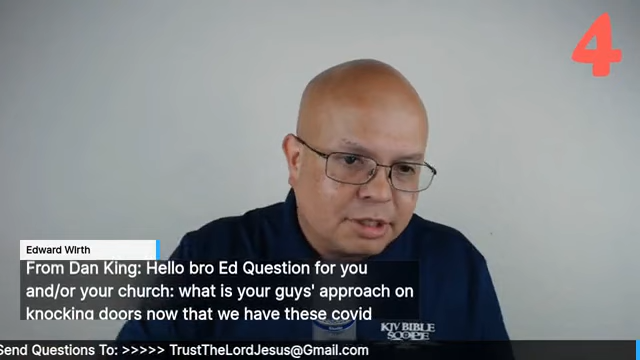 4
Edward Wirth
From Dan King: Hello bro Ed Question for you
and/or your church: what is your guys' approach on
knocking doors now that we have these covid
KJV BIBLE
SCOPE
Send Questions To: >>>>> TrustTheLordJesus@Gmail.com